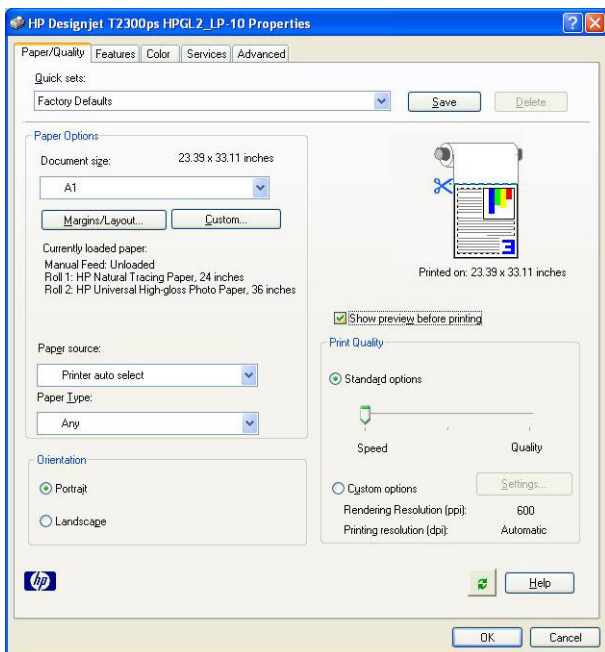 HP Designjet T2300ps HPGL2_LP-10 Properties
Paper/Quality Features Color Services Advanced
Quick sets:
Factory Defaults
Save
Delete
Paper Options
Document size:
23.39 x 33.11 inches
A1
Margins/Layout...
Custom...
Currently loaded paper:
Manual Feed: Unloaded
Roll 1: HP Natural Tracing Paper, 24 inches
Roll 2: HP Universal High-gloss Photo Paper, 36 inches
Paper source:
Printer auto select
Paper Type:
Any
Orientation
Portrait
Landscape
3
Printed on: 23.39 x 33.11 inches
Show preview before printing
Print Quality
Standard options
Speed
Quality
Custom options
Settings...
Rendering Resolution (ppi): 600
Printing resolution (dpi): Automatic
hp
Help
OK
Cancel